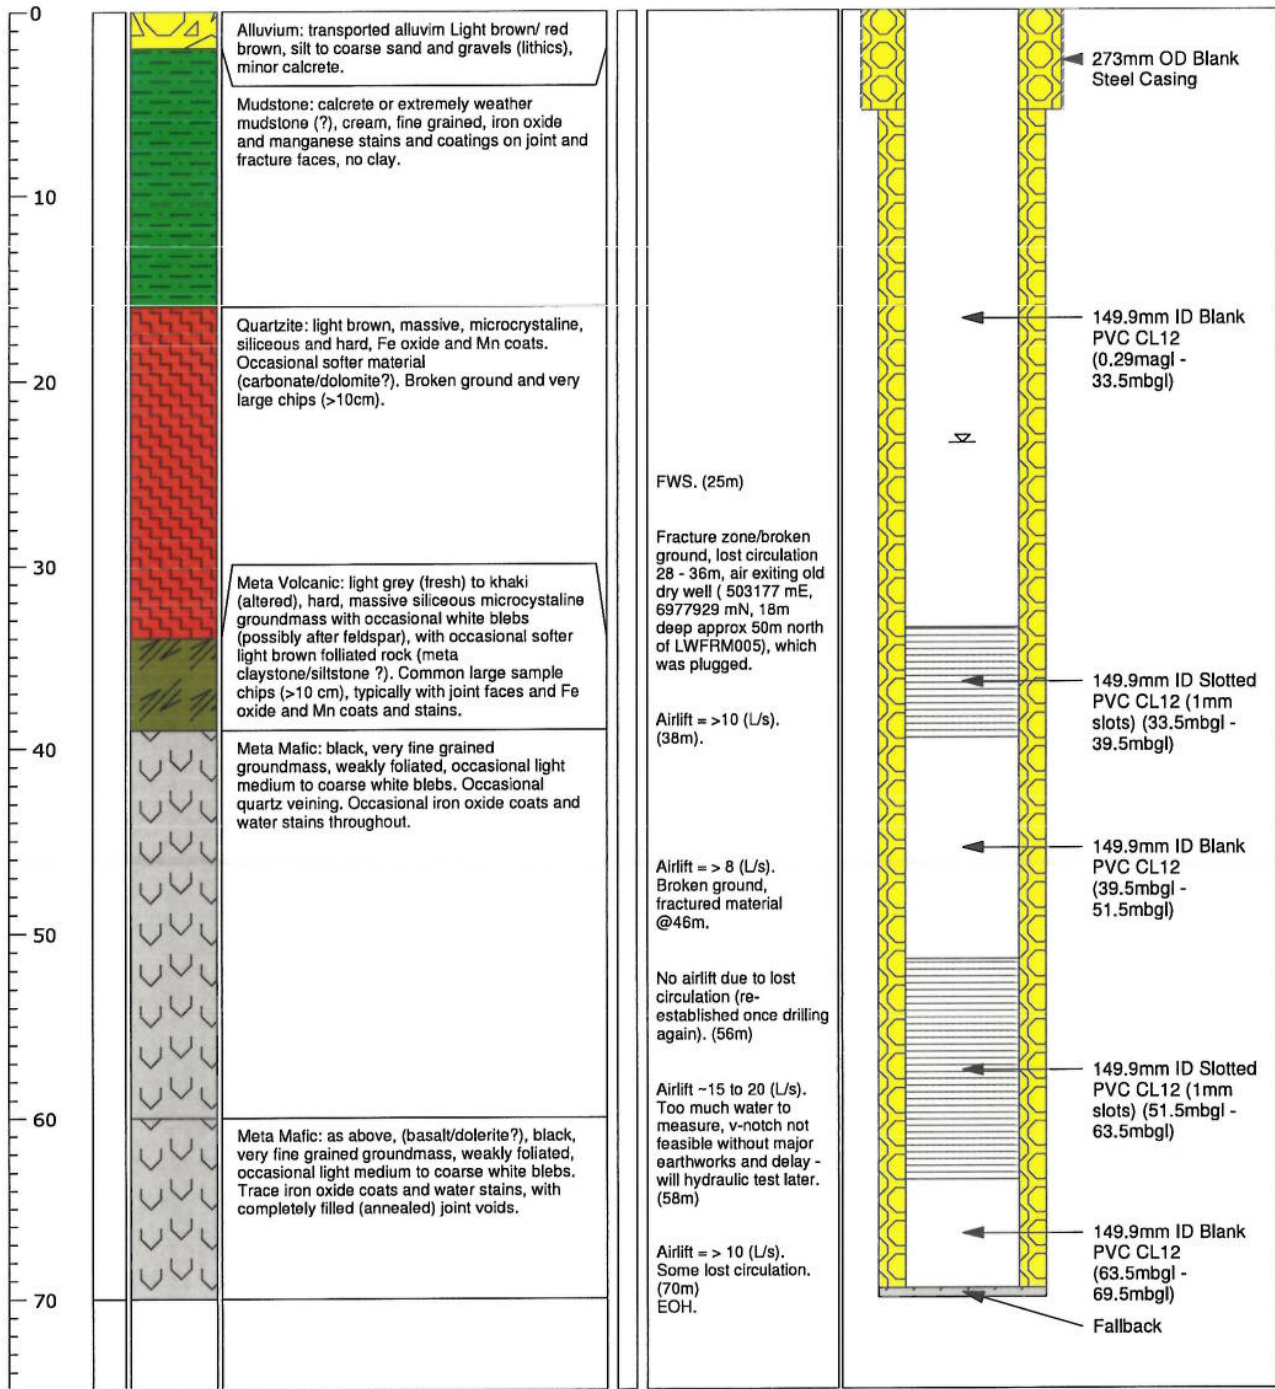 0
10
20
30
40
50
60
70
Alluvium: transported alluvim Light brown/ red
brown, silt to coarse sand and gravels (lithics),
minor calcrete.
Mudstone: calcrete or extremely weather
mudstone (?), cream, fine grained, iron oxide
and manganese stains and coatings on joint and
fracture faces, no clay.
Quartzite: light brown, massive, microcrystaline,
siliceous and hard, Fe oxide and Mn coats.
Occasional softer material
(carbonate/dolomite?). Broken ground and very
large chips (>10cm).
Meta Volcanic: light grey (fresh) to khaki
(altered), hard, massive siliceous microcystaline
groundmass with occasional white blebs
(possibly after feldspar), with occasional softer
light brown folliated rock (meta
claystone/siltstone ?). Common large sample
chips (>10 cm), typically with joint faces and Fe
oxide and Mn coats and stains.
Meta Mafic: black, very fine grained
groundmass, weakly foliated, occasional light
medium to coarse white blebs. Occasional
quartz veining. Occasional iron oxide coats and
water stains throughout.
Meta Mafic: as above, (basalt/dolerite?), black,
very fine grained groundmass, weakly foliated,
occasional light medium to coarse white blebs.
Trace iron oxide coats and water stains, with
completely filled (annealed) joint voids.
FWS. (25m)
Fracture zone/broken
ground, lost circulation
28 - 36m, air exiting old
dry well ( 503177 mE,
6977929 mN, 18m
deep approx 50m north
of LWFRM005), which
was plugged.
Airlift = >10 (L/s).
(38m).
Airlift = > 8 (L/s).
Broken ground,
fractured material
@46m.
No airlift due to lost
circulation (re-
established once drilling
again). (56m)
Airlift ~15 to 20 (L/s).
Too much water to
measure, v-notch not
feasible without major
earthworks and delay -
will hydraulic test later.
(58m)
Airlift = > 10 (L/s).
Some lost circulation.
(70m)
EOH.
273mm OD Blank
Steel Casing
149.9mm ID Blank
PVC CL12
(0.29magl -
33.5mbgl)
149.9mm ID Slotted
PVC CL12 (1mm
slots) (33.5mbgl -
39.5mbgl)
149.9mm ID Blank
PVC CL12
(39.5mbgl -
51.5mbgl)
149.9mm ID Slotted
PVC CL12 (1mm
slots) (51.5mbgl -
63.5mbgl)
149.9mm ID Blank
PVC CL12
(63.5mbgl -
69.5mbgl)
Fallback